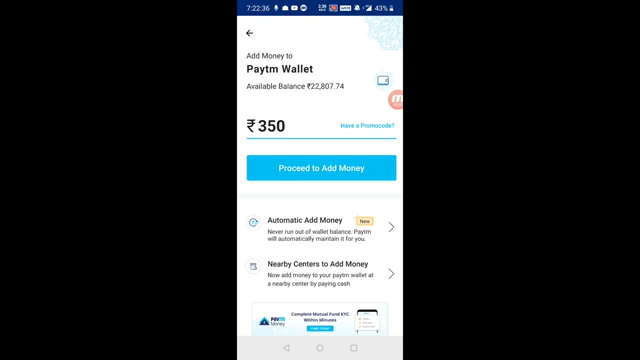 7:22:36
43%
Add Money to
Paytm Wallet
Available Balance ₹22,807.74
₹350
Have a Promocode?
Proceed to Add Money
Automatic Add Money
New
Never run out of wallet balance. Paytm
will automatically maintain it for you.
Nearby Centers to Add Money
Now add money to your paytm wallet at
a nearby center by paying cash
Complete Mutual Fund KYC
Within Minutes
paytm
Money